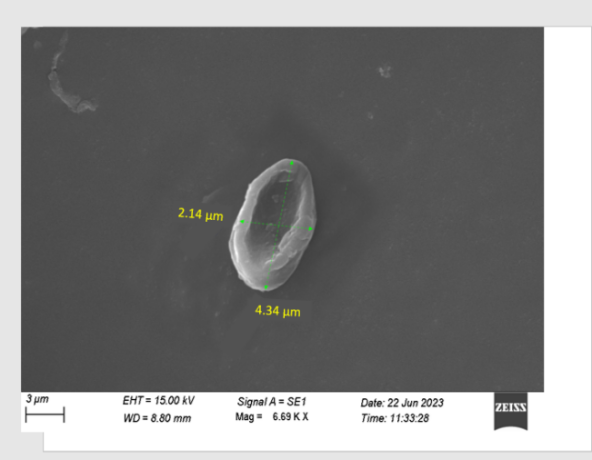 2.14 µm
4.34 µm
3 µm
EHT = 15.00 kV
Signal A = SE1
Date: 22 Jun 2023
ZEISS
WD = 8.80 mm
Mag = 6.69 K X
Time: 11:33:28